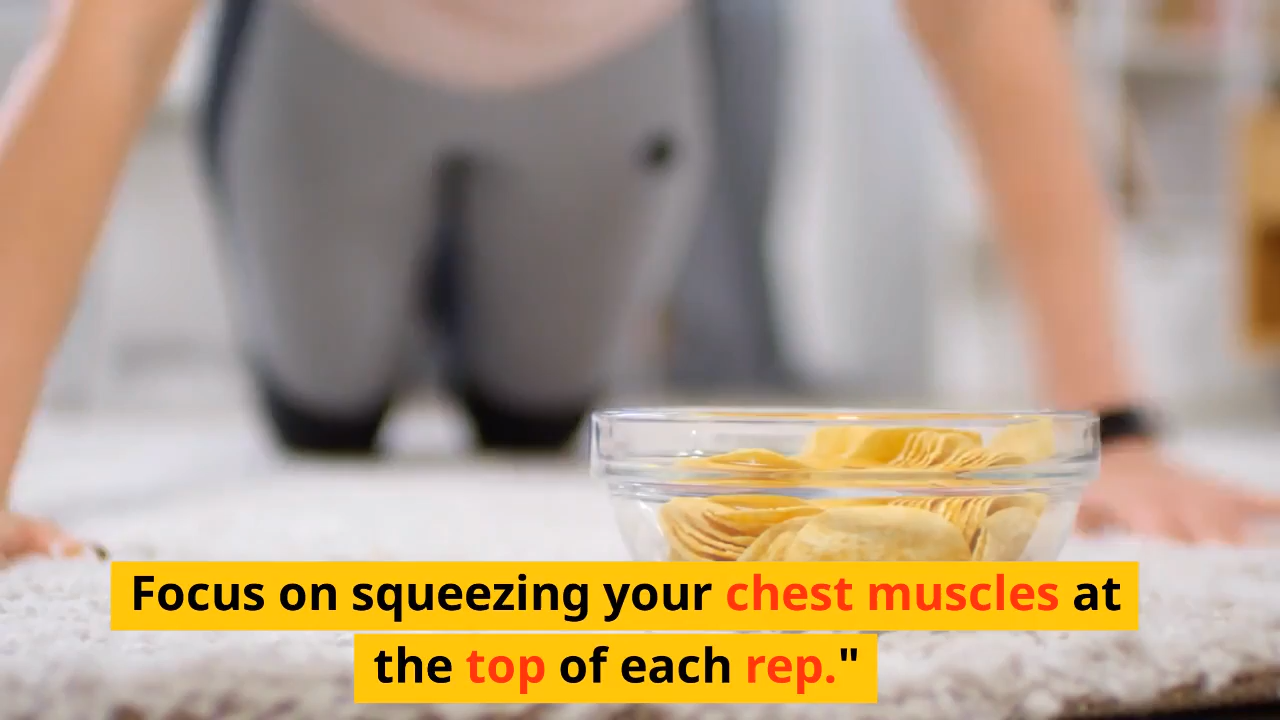 Focus on squeezing your chest muscles at
the top of each rep."